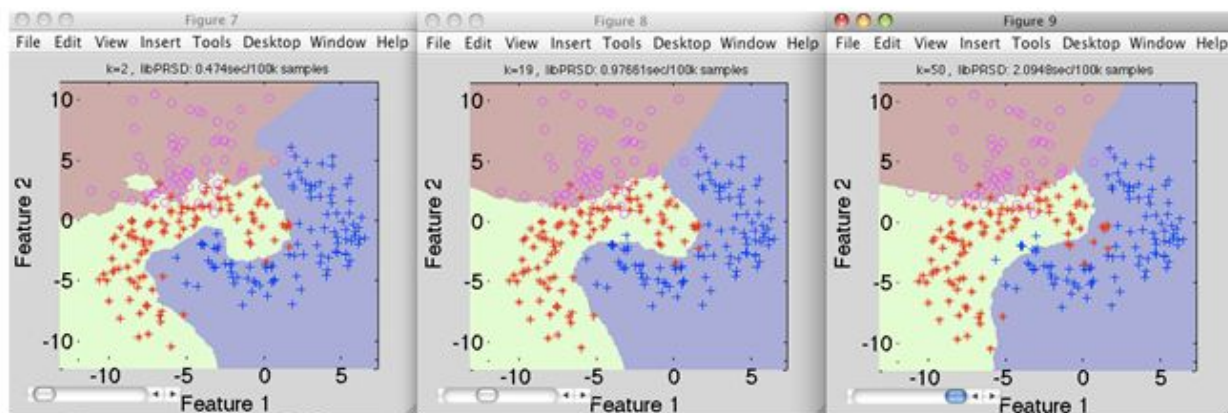 Figure 7
File Edit View Insert Tools Desktop Window Help
k=2 , libPRSD: 0.474sec/100k samples
10
5
0
-5
-10
Feature 2
-10 -5 0 5
Feature 1
Figure 8
File Edit View Insert Tools Desktop Window Help
k=19 , libPRSD: 0.97661sec/100k samples
10
5
0
-5
-10
Feature 2
-10 -5 0 5
Feature 1
Figure 9
File Edit View Insert Tools Desktop Window Help
k=50 , libPRSD: 2.0948sec/100k samples
10
5
0
-5
-10
Feature 2
-10 -5 0 5
Feature 1